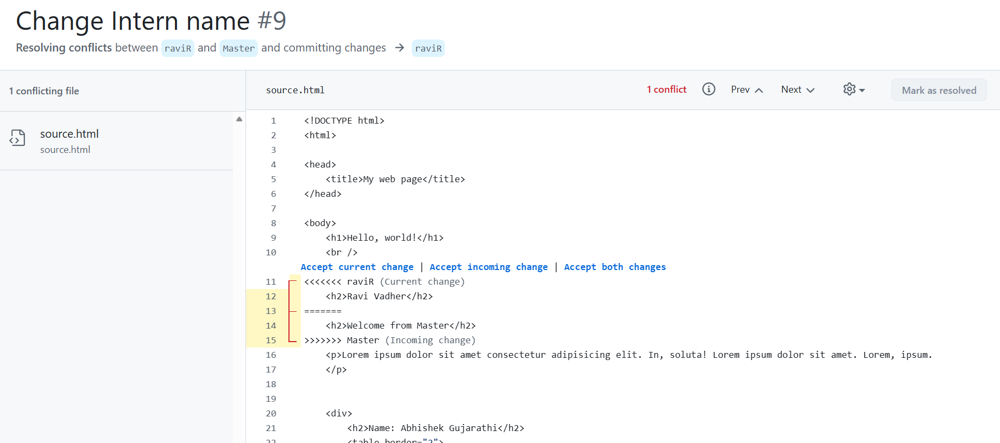 Change Intern name #9
Resolving conflicts between raviR and Master and committing changes → raviR
1 conflicting file
source.html
source.html
source.html
1 conflict
Prev
Next
Mark as resolved
1 <!DOCTYPE html>
2 <html>
3
4 <head>
5     <title>My web page</title>
6 </head>
7
8 <body>
9     <h1>Hello, world!</h1>
10     <br />
Accept current change | Accept incoming change | Accept both changes
11 <<<<<<< raviR (Current change)
12     <h2>Ravi Vadher</h2>
13 =======
14     <h2>Welcome from Master</h2>
15 >>>>>>> Master (Incoming change)
16     <p>Lorem ipsum dolor sit amet consectetur adipisicing elit. In, soluta! Lorem ipsum dolor sit amet. Lorem, ipsum.
17     </p>
18
19
20     <div>
21         <h2>Name: Abhishek Gujarathi</h2>
22         <table border="2">